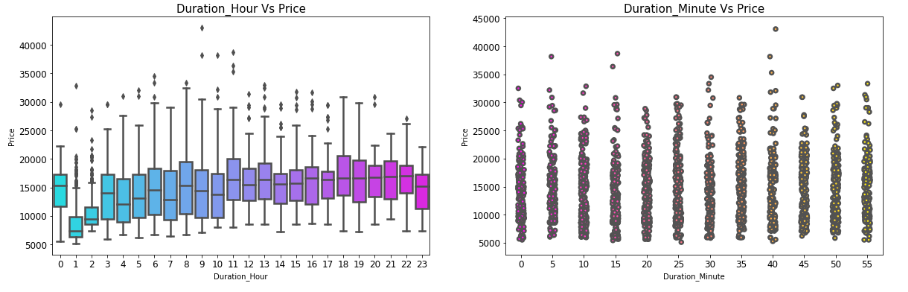 Duration_Hour Vs Price
40000
35000
30000
25000
20000
15000
10000
5000
Price
0 1 2 3 4 5 6 7 8 9 10 11 12 13 14 15 16 17 18 19 20 21 22 23
Duration_Hour
Duration_Minute Vs Price
45000
40000
35000
30000
25000
20000
15000
10000
5000
Price
0 5 10 15 20 25 30 35 40 45 50 55
Duration_Minute